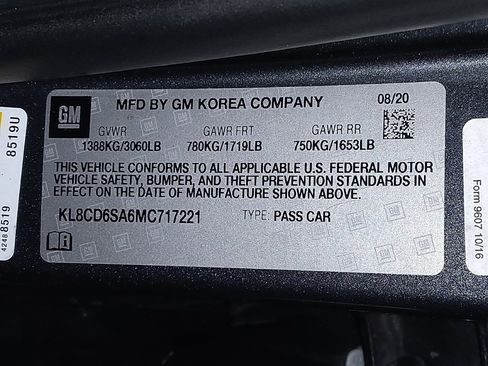 GM
MFD BY GM KOREA COMPANY 08/20
GVWR GAWR FRT GAWR RR
1388KG/3060LB 780KG/1719LB 750KG/1653LB
THIS VEHICLE CONFORMS TO ALL APPLICABLE U.S. FEDERAL MOTOR
VEHICLE SAFETY, BUMPER, AND THEFT PREVENTION STANDARDS IN
EFFECT ON THE DATE OF MANUFACTURE SHOWN ABOVE.
KL8CD6SA6MC717221 TYPE: PASS CAR
8519U
42488519
Form 9607 10/16